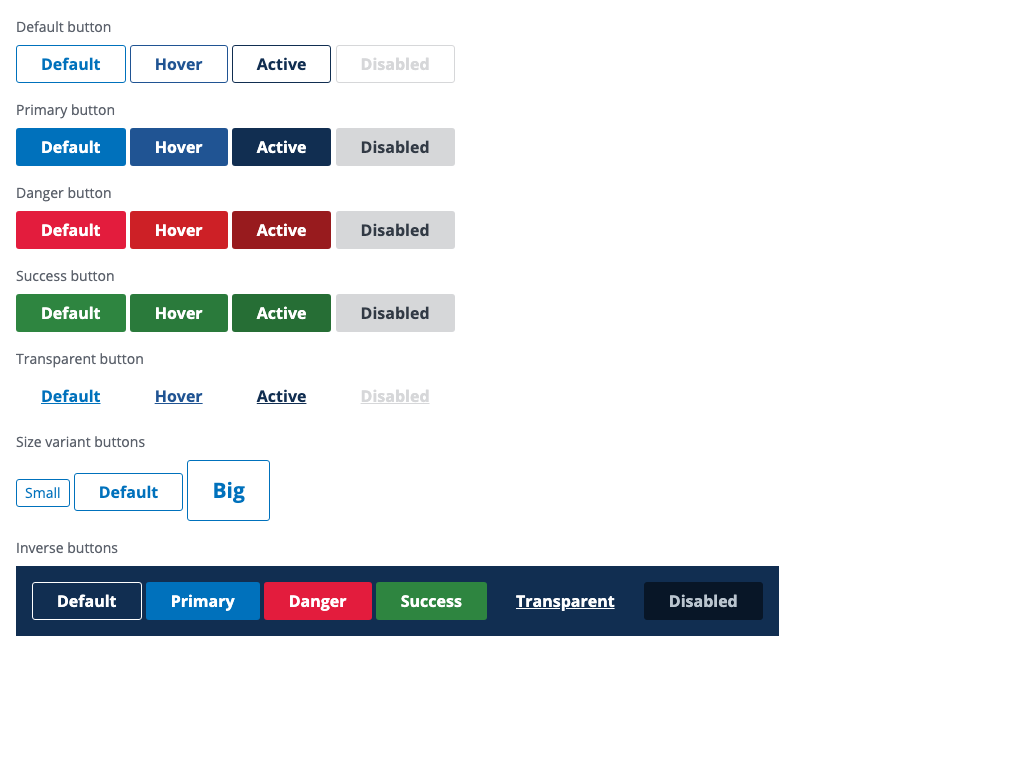 Default button
Default Hover Active Disabled
Primary button
Default Hover Active Disabled
Danger button
Default Hover Active Disabled
Success button
Default Hover Active Disabled
Transparent button
Default Hover Active Disabled
Size variant buttons
Small Default Big
Inverse buttons
Default Primary Danger Success Transparent Disabled